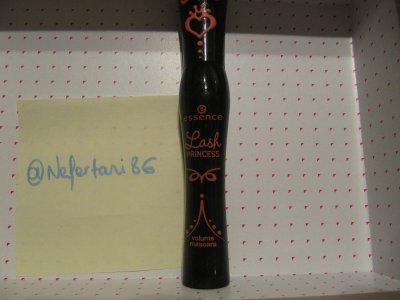 @Nefertari86
essence
Lash
PRINCESS
volume
mascara